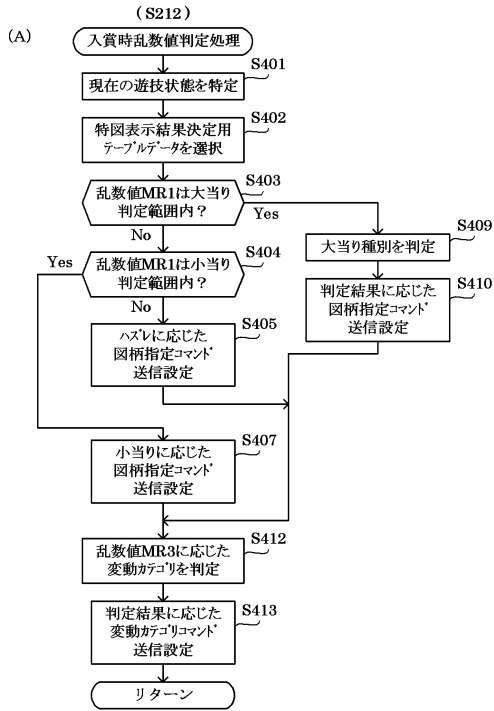 (S212)
(A)
入賞時乱数値判定処理
S401
現在の遊技状態を特定
S402
特図表示結果決定用
ﾃｰﾌﾞﾙﾃﾞｰﾀを選択
S403
乱数値MR1は大当り
判定範囲内？
Yes
No
S404
乱数値MR1は小当り
判定範囲内？
Yes
No
S405
ﾊｽﾞﾚに応じた
図柄指定ｺﾏﾝﾄﾞ
送信設定
S409
大当り種別を判定
S410
判定結果に応じた
図柄指定ｺﾏﾝﾄﾞ
送信設定
S407
小当りに応じた
図柄指定ｺﾏﾝﾄﾞ
送信設定
S412
乱数値MR3に応じた
変動ｶﾃｺﾞﾘを判定
S413
判定結果に応じた
変動ｶﾃｺﾞﾘｺﾏﾝﾄﾞ
送信設定
リターン